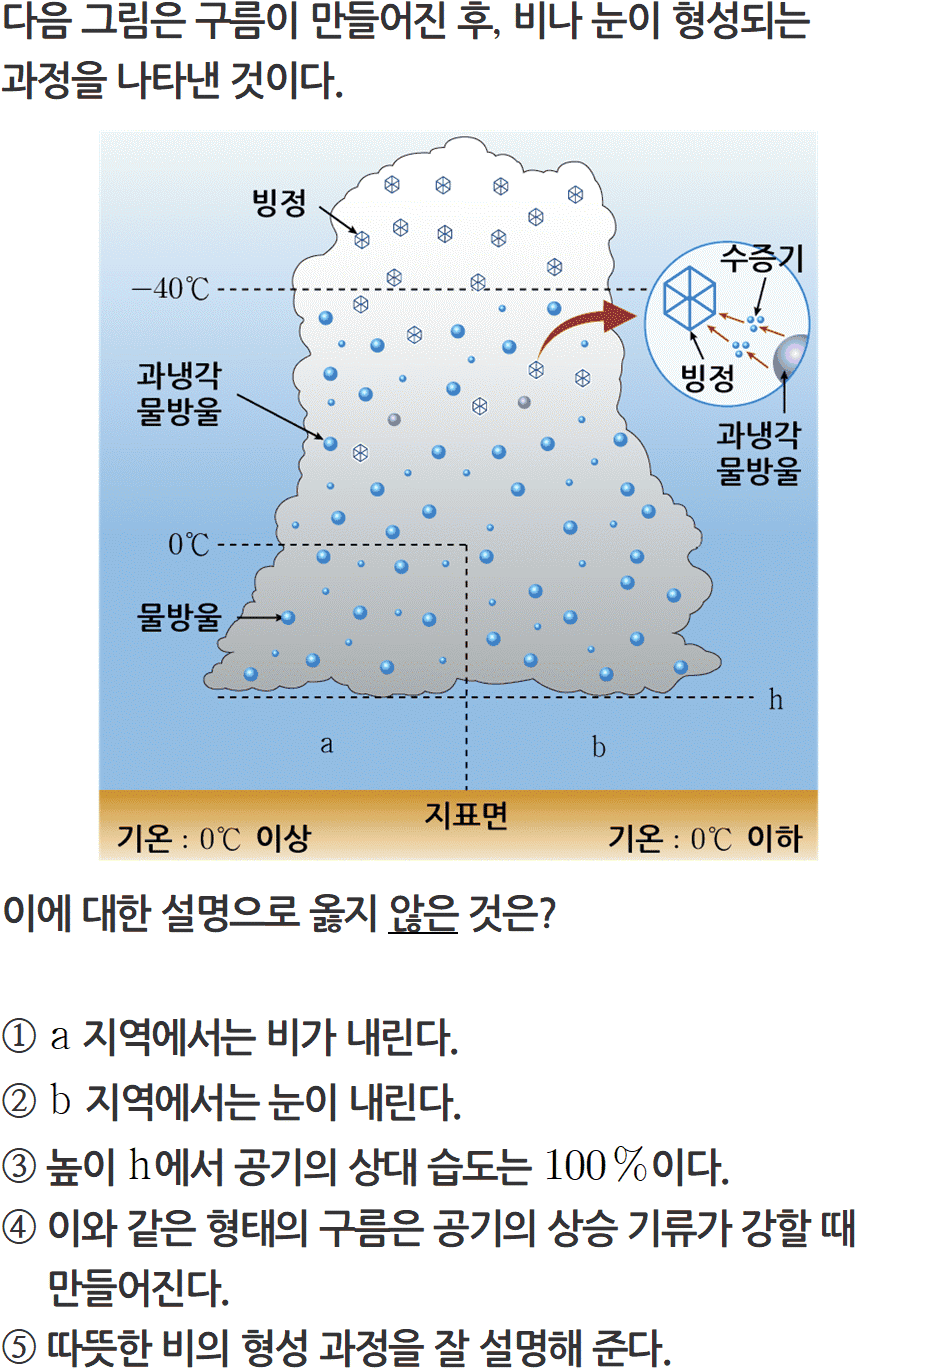 다음 그림은 구름이 만들어진 후, 비나 눈이 형성되는
과정을 나타낸 것이다.
빙정
수증기
−40℃
빙정
과냉각
물방울
과냉각
물방울
0℃
물방울
h
a
b
지표면
기온 : 0℃ 이상
기온 : 0℃ 이하
이에 대한 설명으로 옳지 않은 것은?
① a 지역에서는 비가 내린다.
② b 지역에서는 눈이 내린다.
③ 높이 h에서 공기의 상대 습도는 100%이다.
④ 이와 같은 형태의 구름은 공기의 상승 기류가 강할 때
만들어진다.
⑤ 따뜻한 비의 형성 과정을 잘 설명해 준다.